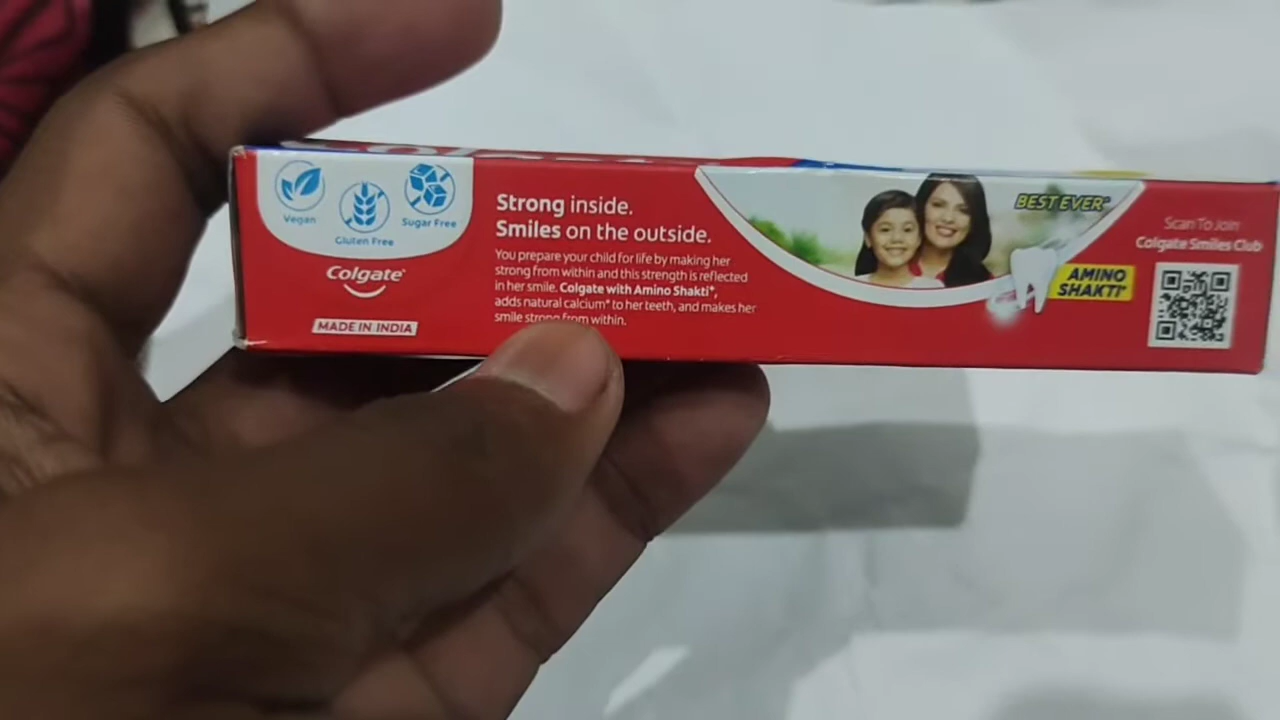 Vegan
Gluten Free
Sugar Free
Colgate
MADE IN INDIA
Strong inside.
Smiles on the outside.
You prepare your child for life by making her
strong from within and this strength is reflected
in her smile. Colgate with Amino Shakti*,
adds natural calcium* to her teeth, and makes her
smile strong from within.
BEST EVER
AMINO
SHAKTI*
Scan To Join
Colgate Smiles Club